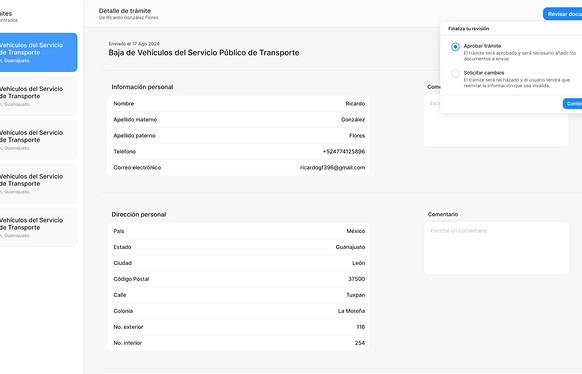 Detalle de trámite
De Ricardo González Flores
Revisar
Finaliza tu revisión
Aprobar trámite
El trámite será aprobado y será necesario añadir los
documentos a enviar.
Solicitar cambios
El trámite será rechazado y el usuario tendrá que
reenviar la información que sea inválida.
Vehículos del Servicio
de Transporte
Guanajuato.
Vehículos del Servicio
de Transporte
Guanajuato.
Vehículos del Servicio
de Transporte
Guanajuato.
Vehículos del Servicio
de Transporte
Guanajuato.
Vehículos del Servicio
de Transporte
Guanajuato.
Enviado el 17 Ago 2024
Baja de Vehículos del Servicio Público de Transporte
Información personal
Nombre Ricardo
Apellido materno González
Apellido paterno Flores
Teléfono +524774125896
Correo electrónico ricardogf396@gmail.com
Dirección personal
País México
Estado Guanajuato
Ciudad León
Código Postal 37500
Calle Tuxpan
Colonia La Moreña
No. exterior 116
No. interior 254
Comentario
Escribe un comentario